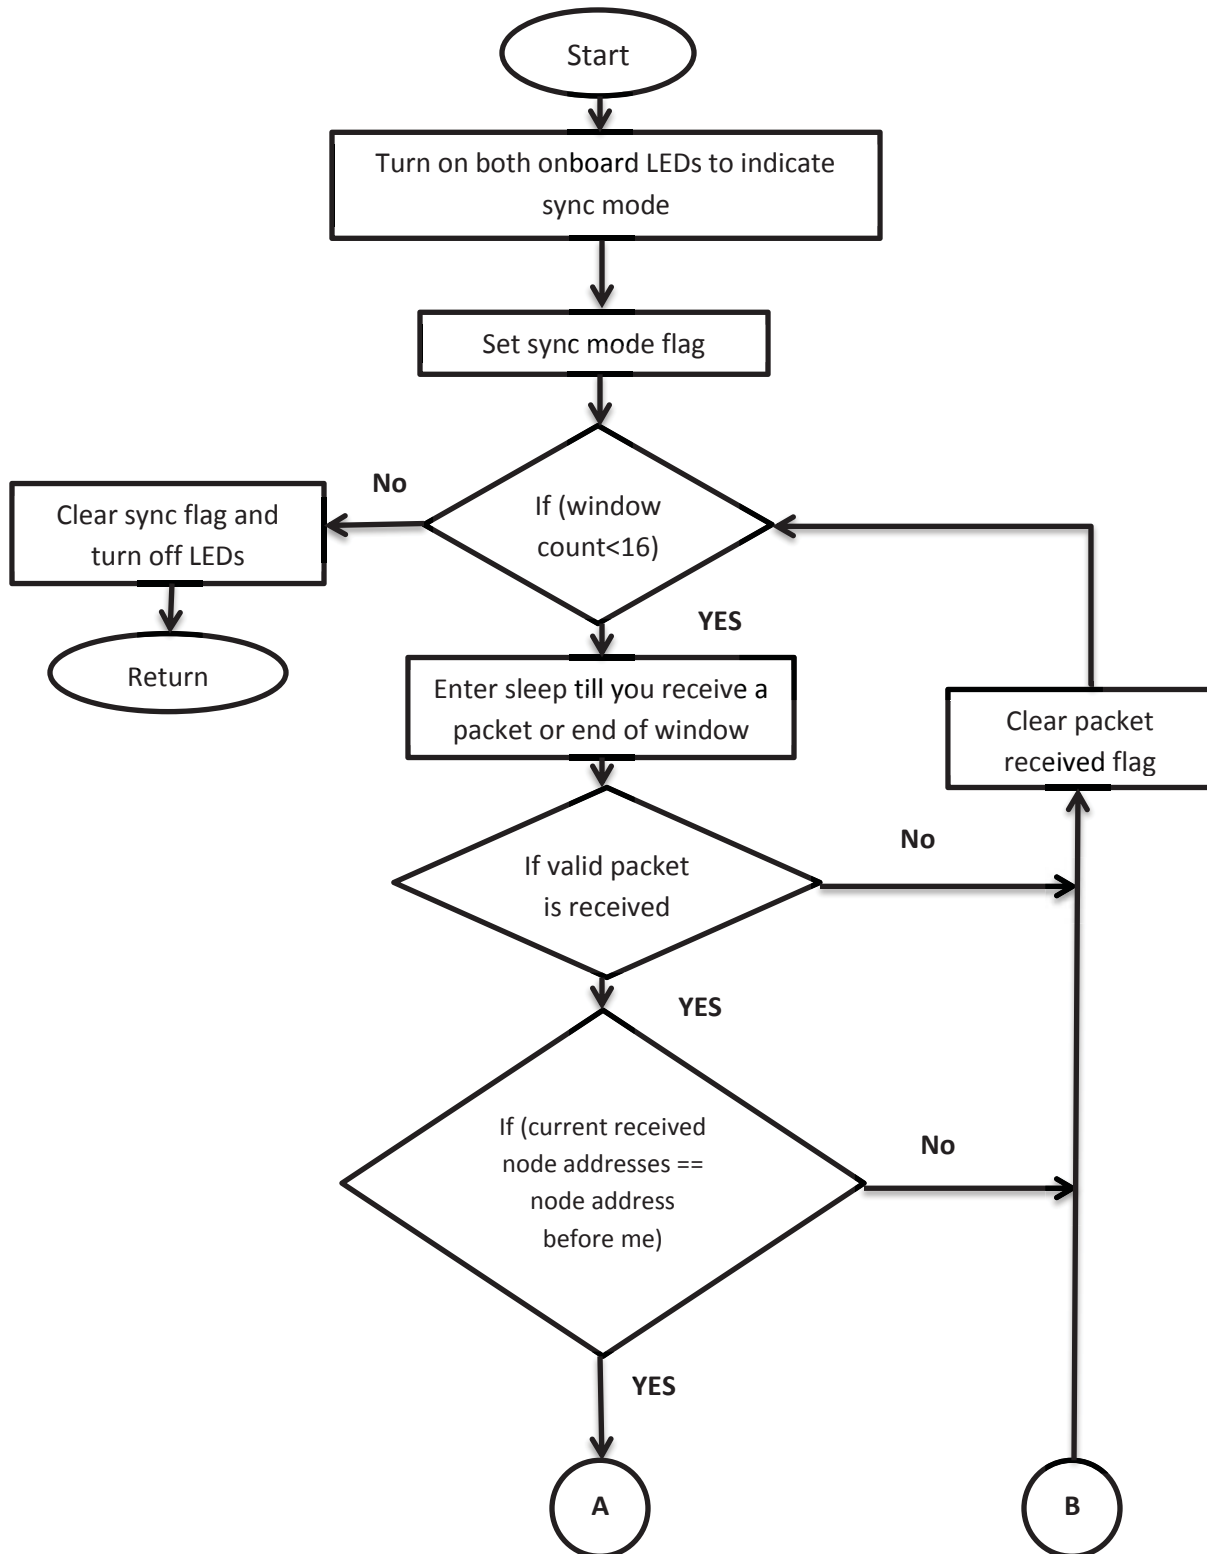 Start
Turn on both onboard LEDs to indicate
sync mode
Set sync mode flag
No
If (window
count<16)
Clear sync flag and
turn off LEDs
YES
Return
Enter sleep till you receive a
packet or end of window
Clear packet
received flag
No
If valid packet
is received
YES
If (current received
node addresses ==
node address
before me)
No
YES
A
B